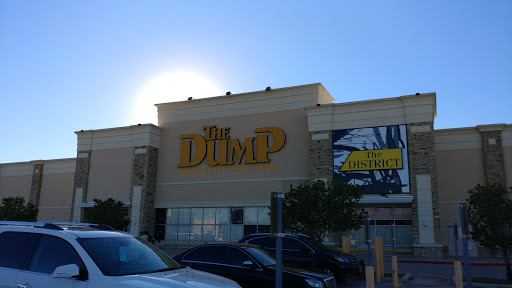 THE
DUMP
The
DISTRICT